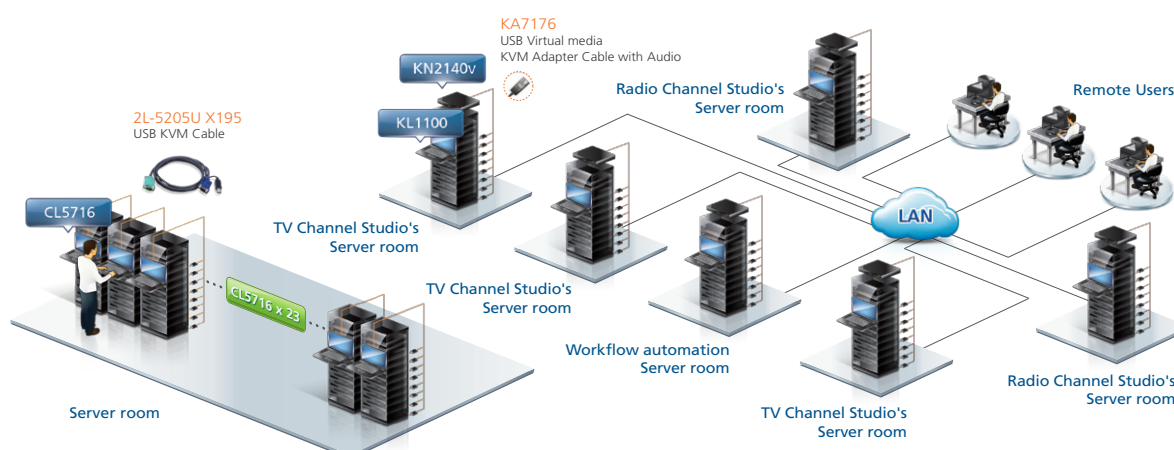 KA7176
USB Virtual media
KVM Adapter Cable with Audio
KN2140v
KL1100
2L-5205U X195
USB KVM Cable
CL5716
CL5716 x 23
Server room
TV Channel Studio's
Server room
TV Channel Studio's
Server room
Workflow automation
Server room
Radio Channel Studio's
Server room
Remote Users
LAN
TV Channel Studio's
Server room
Radio Channel Studio's
Server room